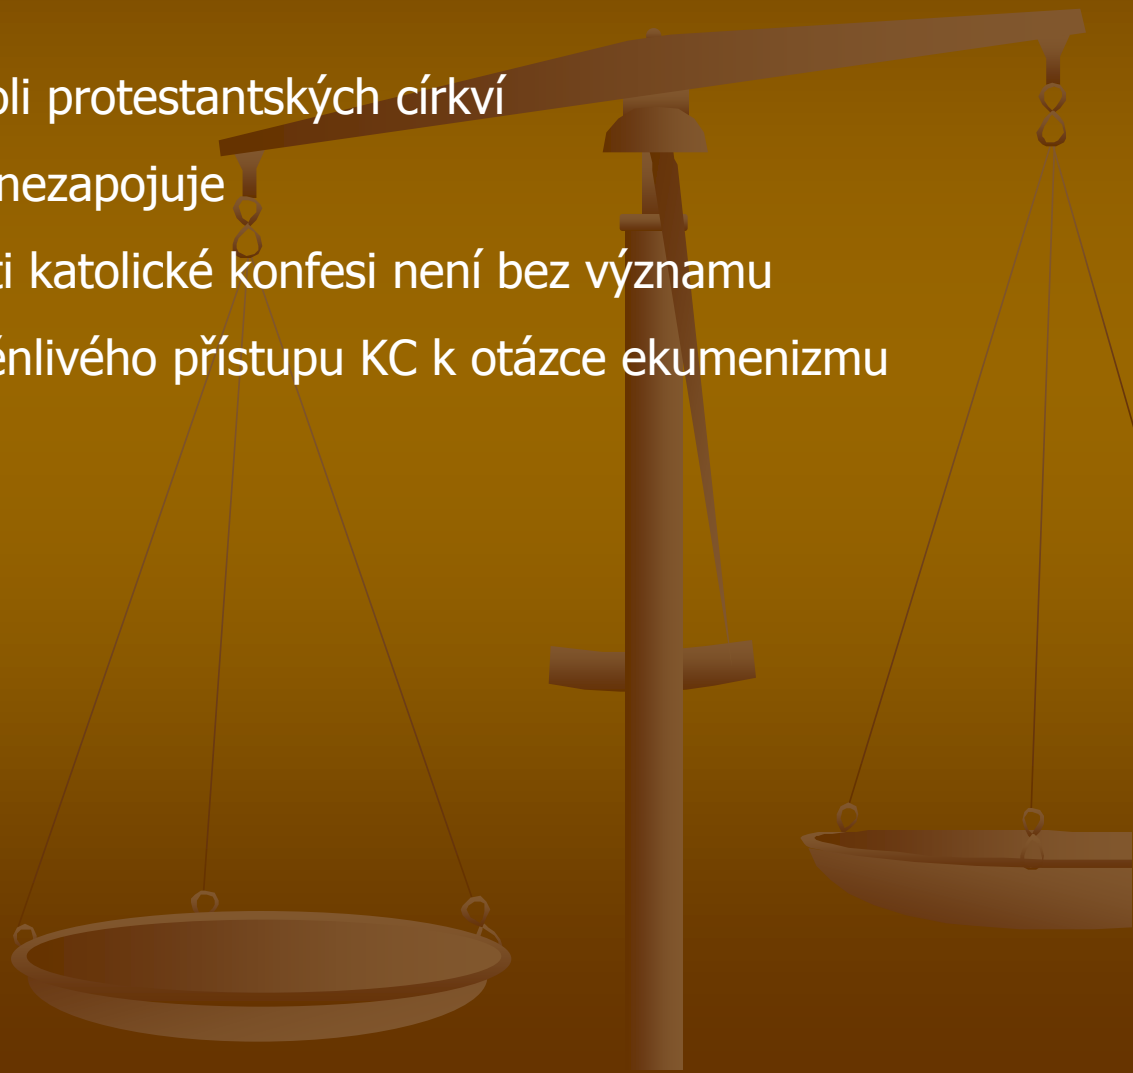 oli protestantských církví
nezapojuje
ti katolické konfesi není bez významu
ěnlivého přístupu KC k otázce ekumenizmu